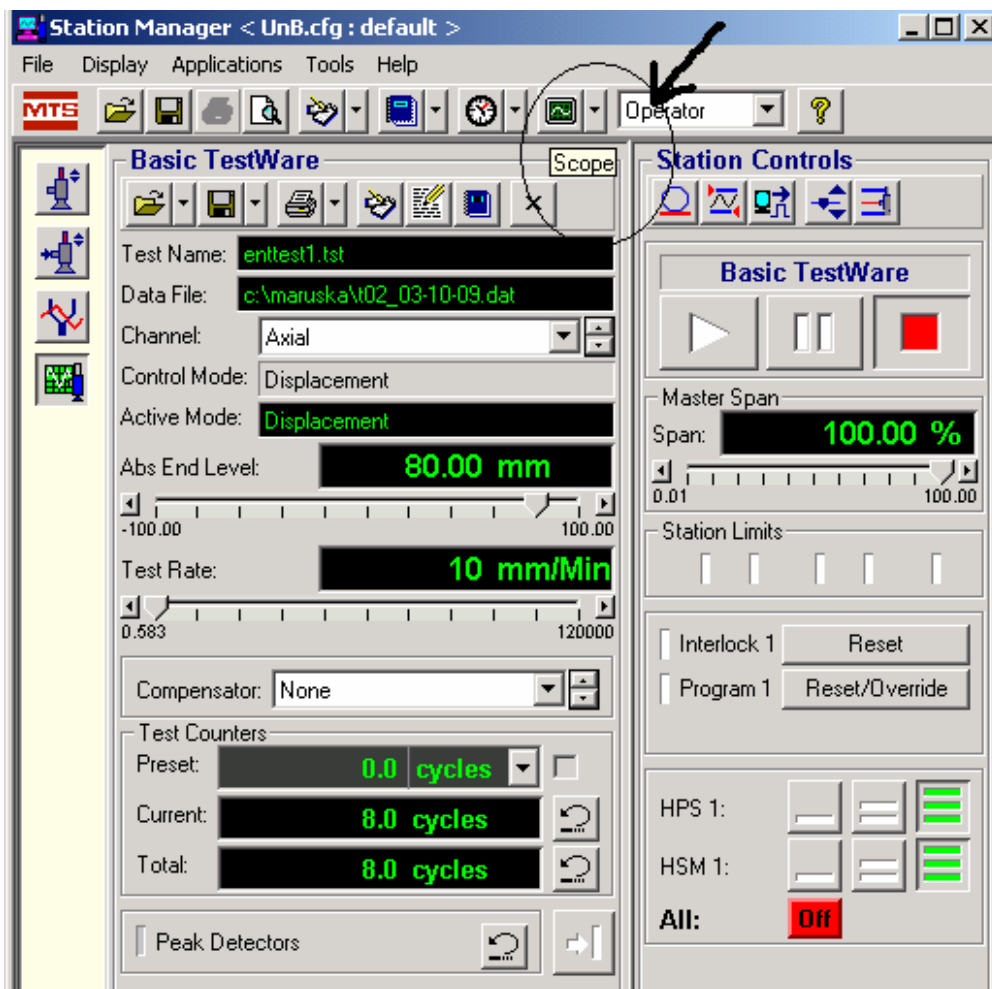 Station Manager < UnB.cfg : default >
File Display Applications Tools Help
MTS
Operator
Scope
Basic TestWare
Test Name: enttest1.tst
Data File: c:\maruska\t02_03-10-09.dat
Channel: Axial
Control Mode: Displacement
Active Mode: Displacement
Abs End Level: 80.00 mm
-100.00 100.00
Test Rate: 10 mm/Min
0.583 120000
Compensator: None
Test Counters
Preset: 0.0 cycles
Current: 8.0 cycles
Total: 8.0 cycles
Peak Detectors
Station Controls
Basic TestWare
Master Span
Span: 100.00 %
0.01 100.00
Station Limits
Interlock 1 Reset
Program 1 Reset/Override
HPS 1:
HSM 1:
All: Off